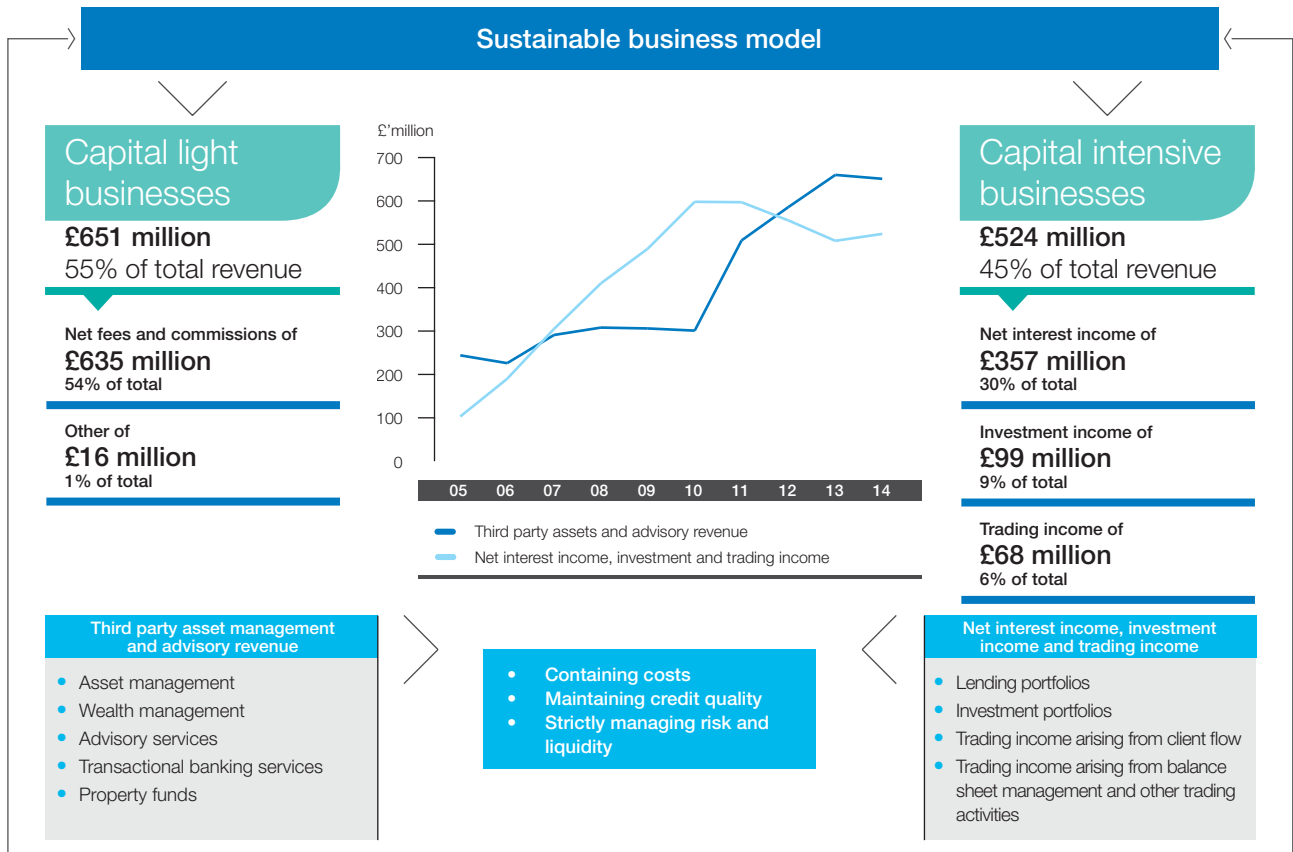 Sustainable business model
Capital light
businesses
£651 million
55% of total revenue
Net fees and commissions of
£635 million
54% of total
Other of
£16 million
1% of total
£'million
700
600
500
400
300
200
100
0
05 06 07 08 09 10 11 12 13 14
Third party assets and advisory revenue
Net interest income, investment and trading income
Capital intensive
businesses
£524 million
45% of total revenue
Net interest income of
£357 million
30% of total
Investment income of
£99 million
9% of total
Trading income of
£68 million
6% of total
Third party asset management
and advisory revenue
• Asset management
• Wealth management
• Advisory services
• Transactional banking services
• Property funds
• Containing costs
• Maintaining credit quality
• Strictly managing risk and
liquidity
Net interest income, investment
income and trading income
• Lending portfolios
• Investment portfolios
• Trading income arising from client flow
• Trading income arising from balance
sheet management and other trading
activities